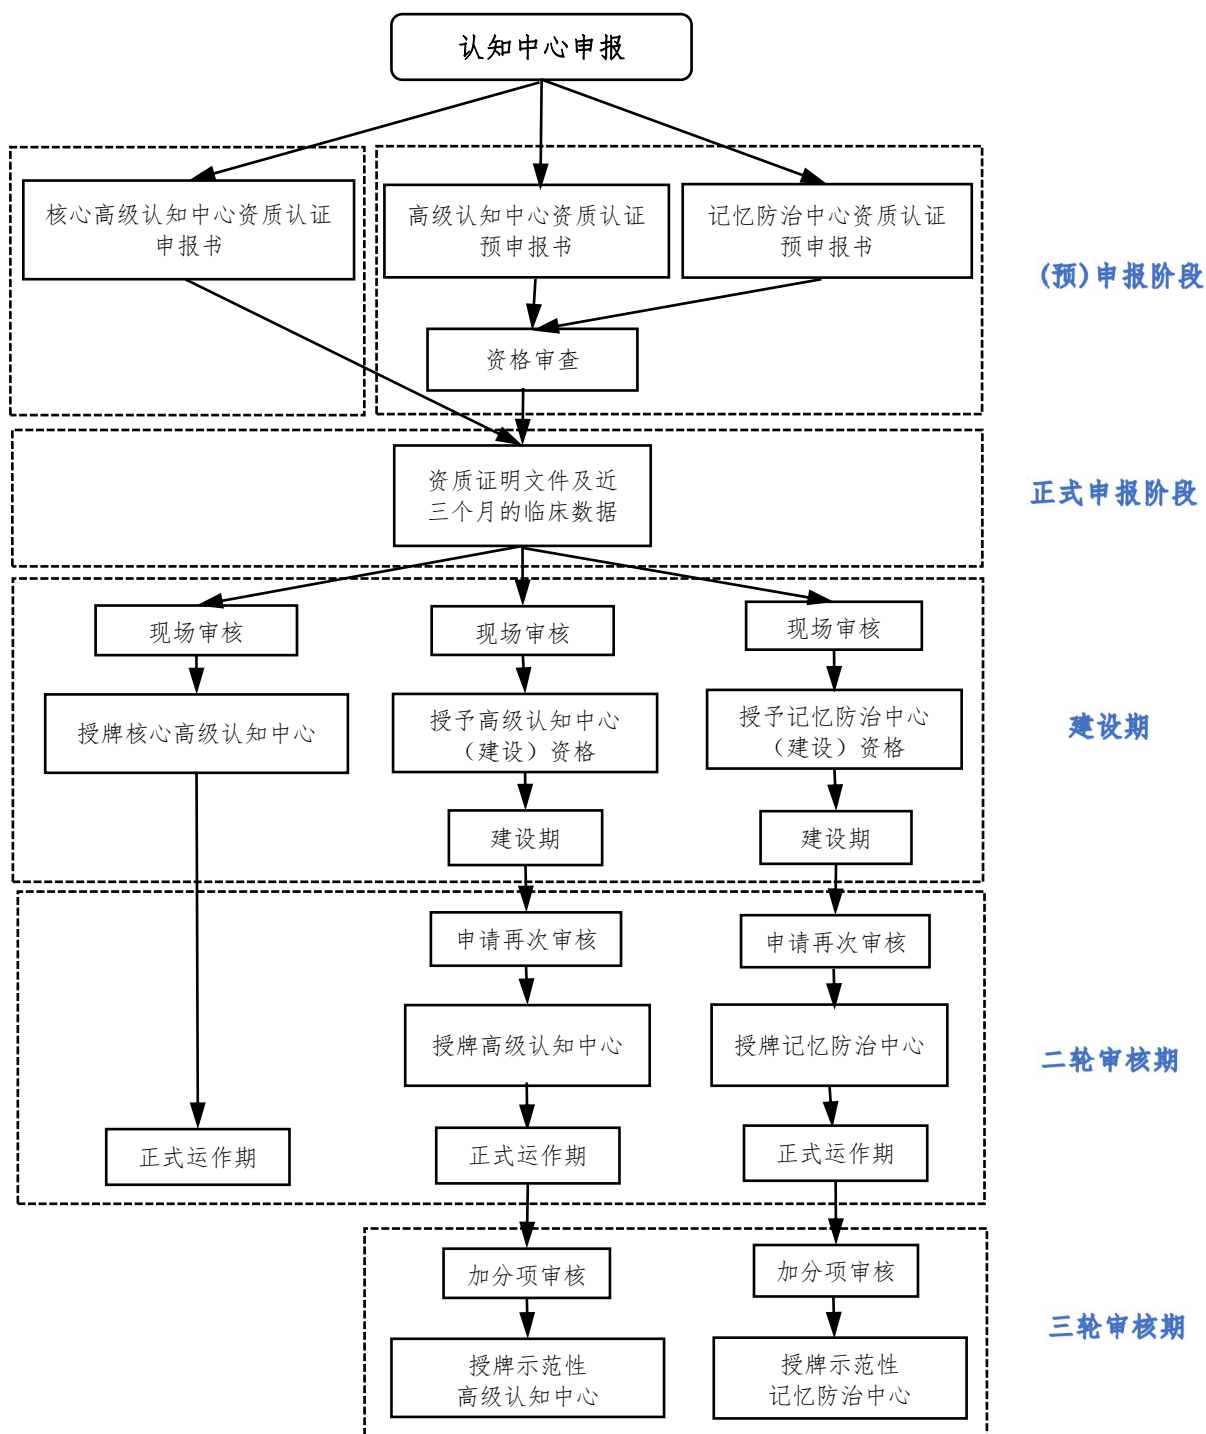 认知中心申报
核心高级认知中心资质认证
申报书
高级认知中心资质认证
预申报书
记忆防治中心资质认证
预申报书
(预)申报阶段
资格审查
资质证明文件及近
三个月的临床数据
正式申报阶段
现场审核
现场审核
现场审核
授牌核心高级认知中心
授予高级认知中心
（建设）资格
授予记忆防治中心
（建设）资格
建设期
建设期
建设期
申请再次审核
申请再次审核
授牌高级认知中心
授牌记忆防治中心
二轮审核期
正式运作期
正式运作期
正式运作期
加分项审核
加分项审核
三轮审核期
授牌示范性
高级认知中心
授牌示范性
记忆防治中心